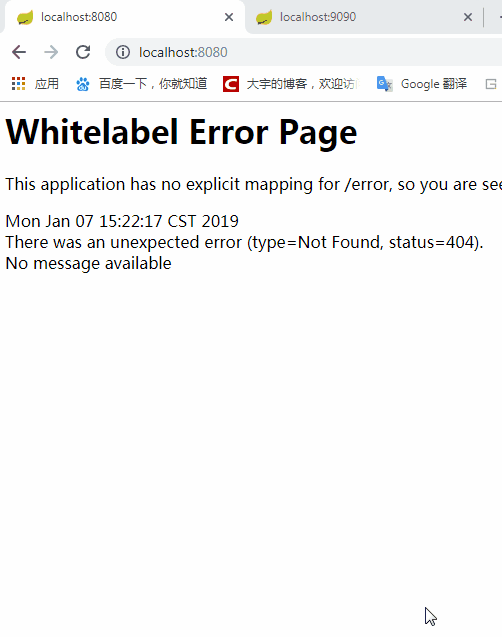 localhost:8080
localhost:9090
localhost:8080
应用 百度一下，你就知道 大宇的博客，欢迎访 Google 翻译
Whitelabel Error Page
This application has no explicit mapping for /error, so you are see
Mon Jan 07 15:22:17 CST 2019
There was an unexpected error (type=Not Found, status=404).
No message available